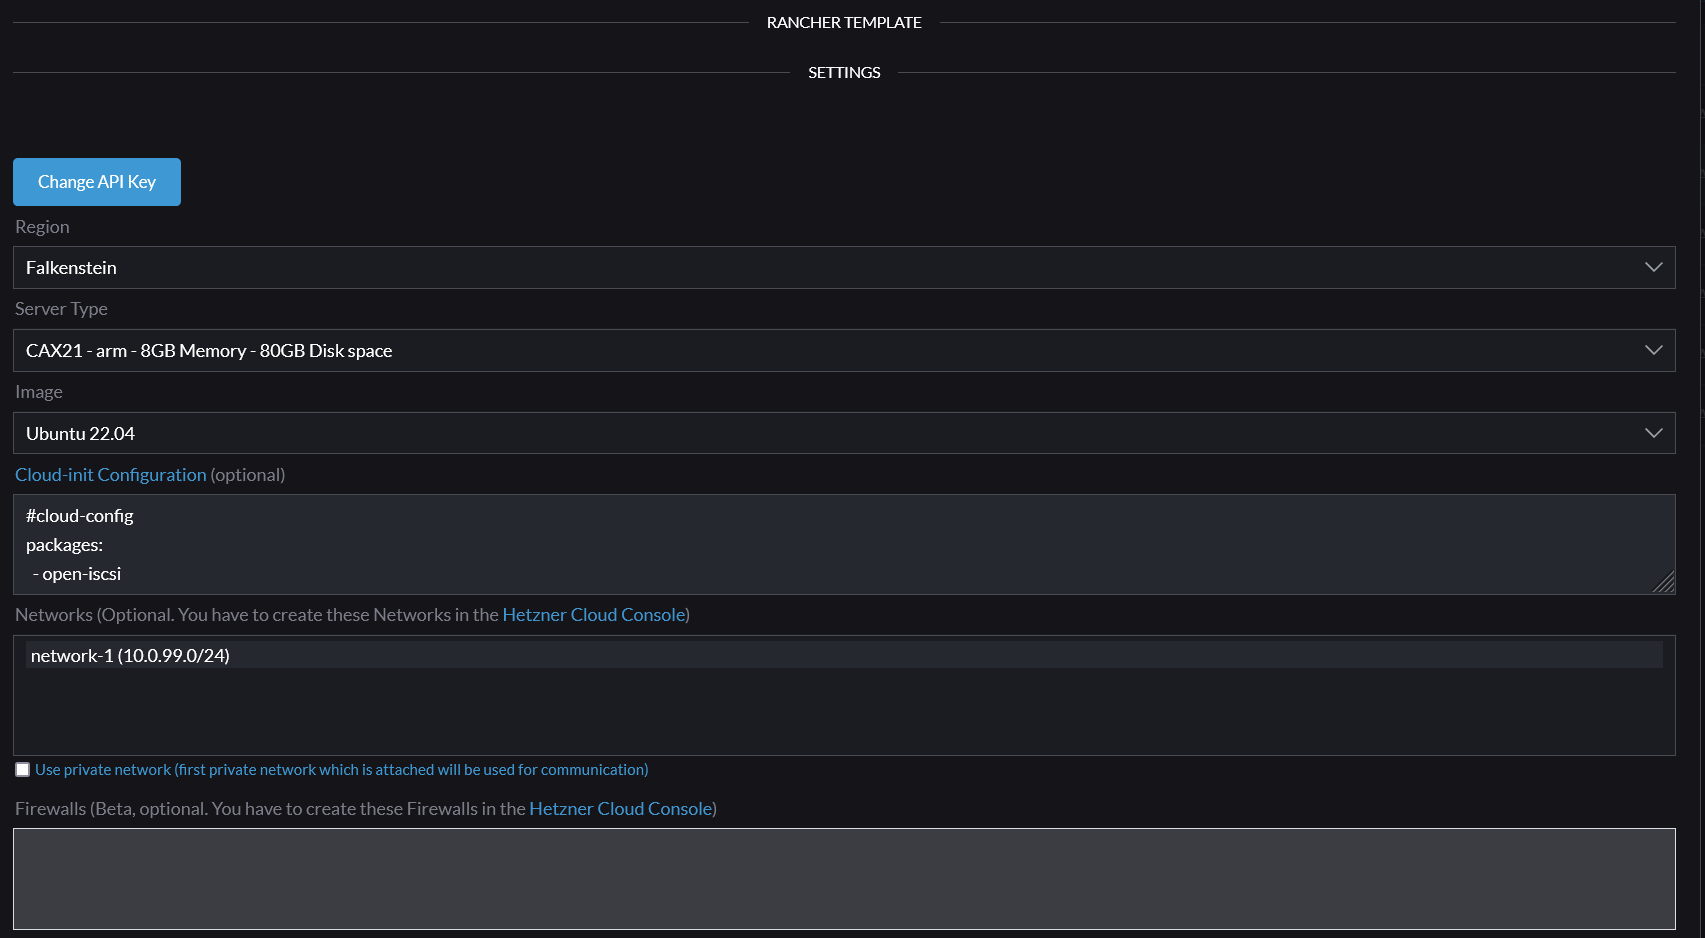 RANCHER TEMPLATE
SETTINGS
Change API Key
Region
Falkenstein
Server Type
CAX21 - arm - 8GB Memory - 80GB Disk space
Image
Ubuntu 22.04
Cloud-init Configuration (optional)
#cloud-config
packages:
  - open-iscsi
Networks (Optional. You have to create these Networks in the Hetzner Cloud Console)
network-1 (10.0.99.0/24)
Use private network (first private network which is attached will be used for communication)
Firewalls (Beta, optional. You have to create these Firewalls in the Hetzner Cloud Console)